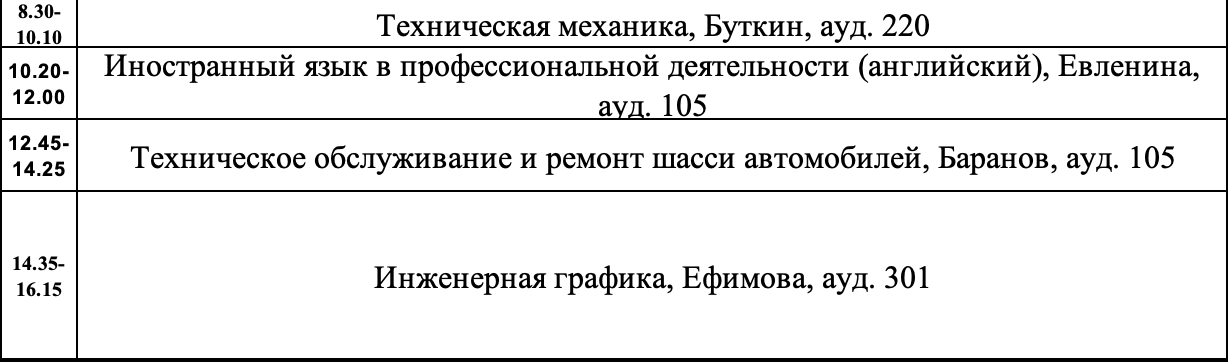 8.30-
10.10
Техническая механика, Буткин, ауд. 220
10.20-
12.00
Иностранный язык в профессиональной деятельности (английский), Евленина,
ауд. 105
12.45-
14.25
Техническое обслуживание и ремонт шасси автомобилей, Баранов, ауд. 105
14.35-
16.15
Инженерная графика, Ефимова, ауд. 301